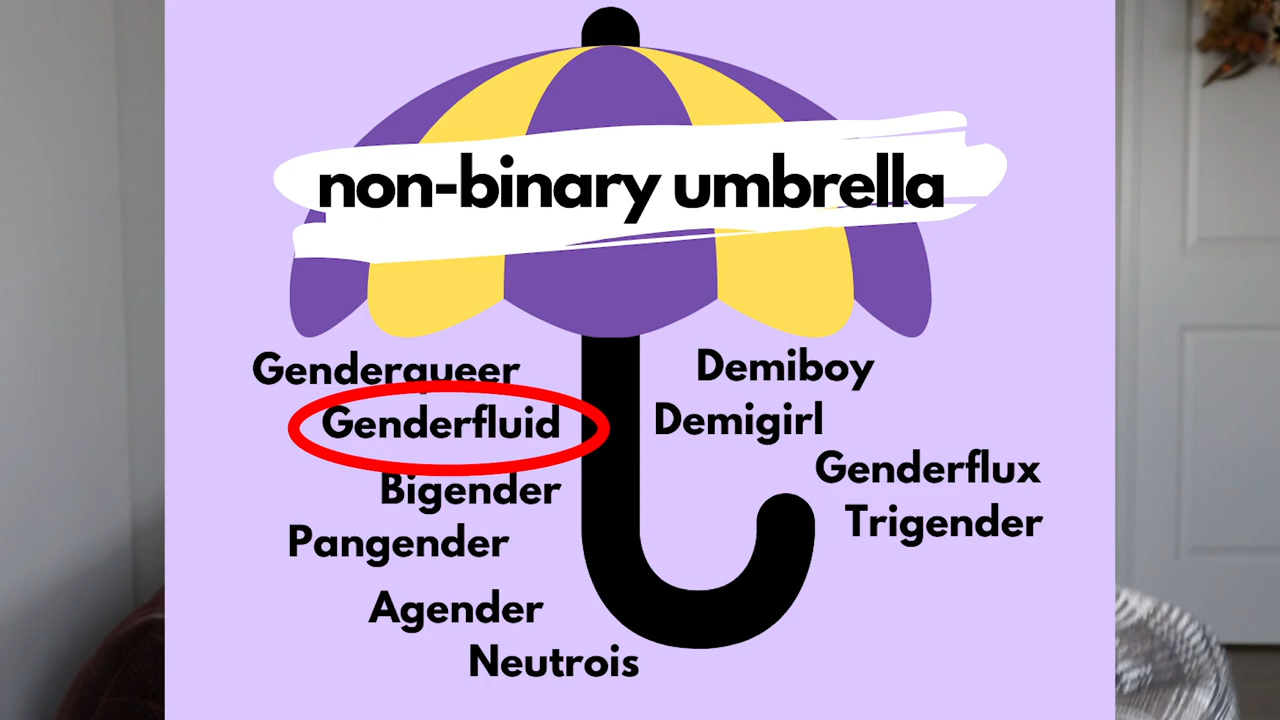 non-binary umbrella
Genderqueer
Genderfluid
Bigender
Pangender
Agender
Neutrois
Demiboy
Demigirl
Genderflux
Trigender